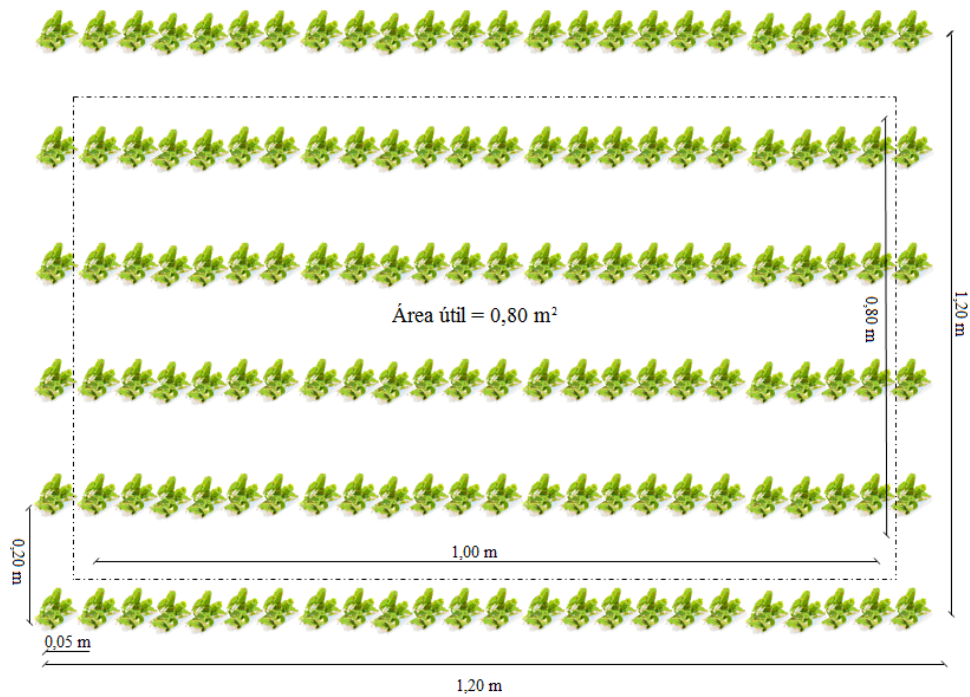 Área útil = 0,80 m²
0,80 m
1,20 m
0,20 m
1,00 m
0,05 m
1,20 m